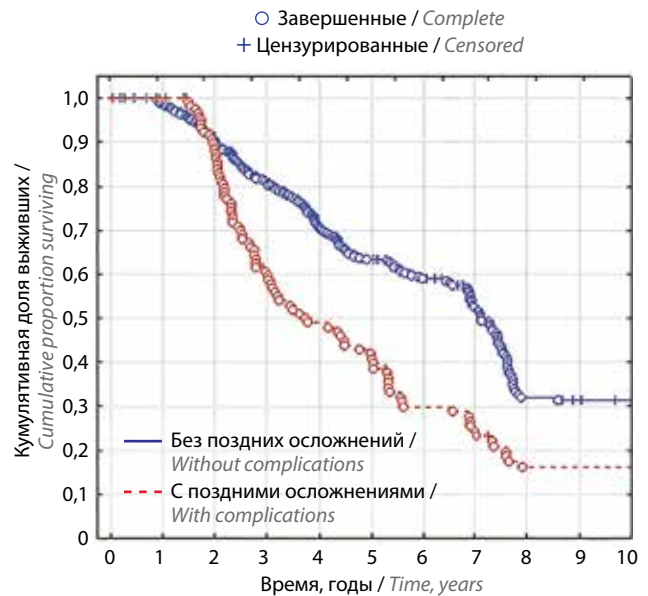 Завершенные / Complete
Цензурированные / Censored
Кумулятивная доля выживших /
Cumulative proportion surviving
1,0
0,9
0,8
0,7
0,6
0,5
0,4
0,3
0,2
0,1
0
Без поздних осложнений /
Without complications
С поздними осложнениями /
With complications
0 1 2 3 4 5 6 7 8 9 10
Время, годы / Time, years